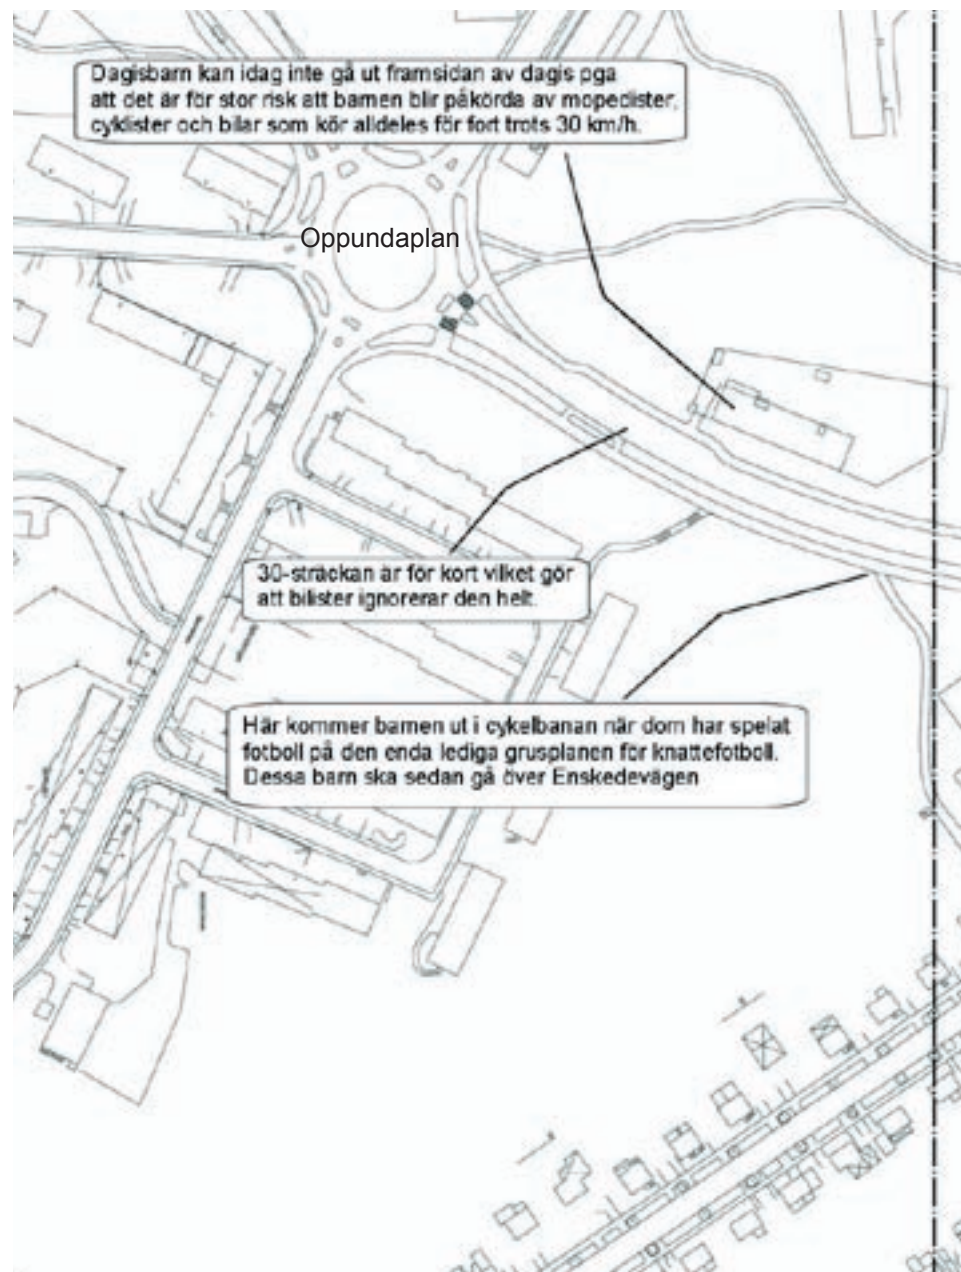 Dagisbarn kan idag inte gå ut framsidan av dagis pga
att det är för stor risk att barnen blir påkörda av mopedister,
cyklister och bilar som kör alldeles för fort trots 30 km/h.
Oppundaplan
30-sträckan är för kort vilket gör
att bilister ignorerar den helt.
Här kommer barnen ut i cykelbanan när dom har spelat
fotboll på den enda lediga grusplanen för knattefotboll.
Dessa barn ska sedan gå över Enskedevägen